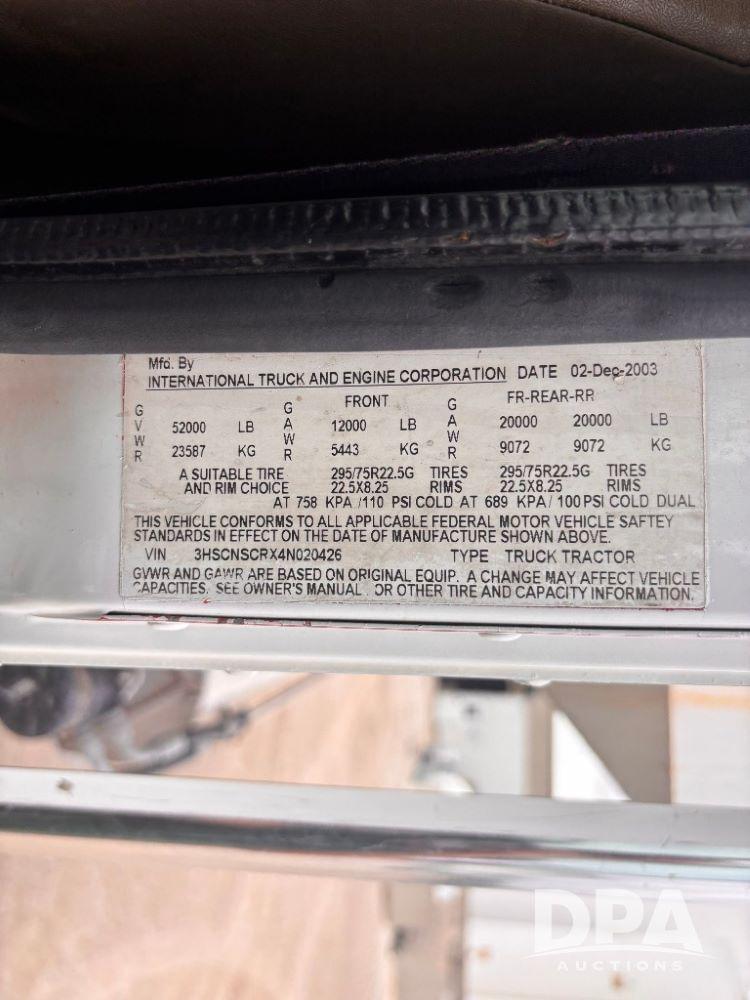 Mfd. By
INTERNATIONAL TRUCK AND ENGINE CORPORATION DATE 02-Dec-2003
FRONT FR-REAR-RR
GVWR 52000 LB GAWR 12000 LB GAWR 20000 20000 LB
23587 KG 5443 KG 9072 9072 KG
A SUITABLE TIRE 295/75R22.5G TIRES 295/75R22.5G TIRES
AND RIM CHOICE 22.5X8.25 RIMS 22.5X8.25 RIMS
AT 758 KPA /110 PSI COLD AT 689 KPA/ 100 PSI COLD DUAL
THIS VEHICLE CONFORMS TO ALL APPLICABLE FEDERAL MOTOR VEHICLE SAFTEY
STANDARDS IN EFFECT ON THE DATE OF MANUFACTURE SHOWN ABOVE.
VIN 3HSCNSCRX4N020426 TYPE TRUCK TRACTOR
GVWR AND GAWR ARE BASED ON ORIGINAL EQUIP. A CHANGE MAY AFFECT VEHICLE
CAPACITIES. SEE OWNER'S MANUAL. OR OTHER TIRE AND CAPACITY INFORMATION.
DPA
AUCTIONS